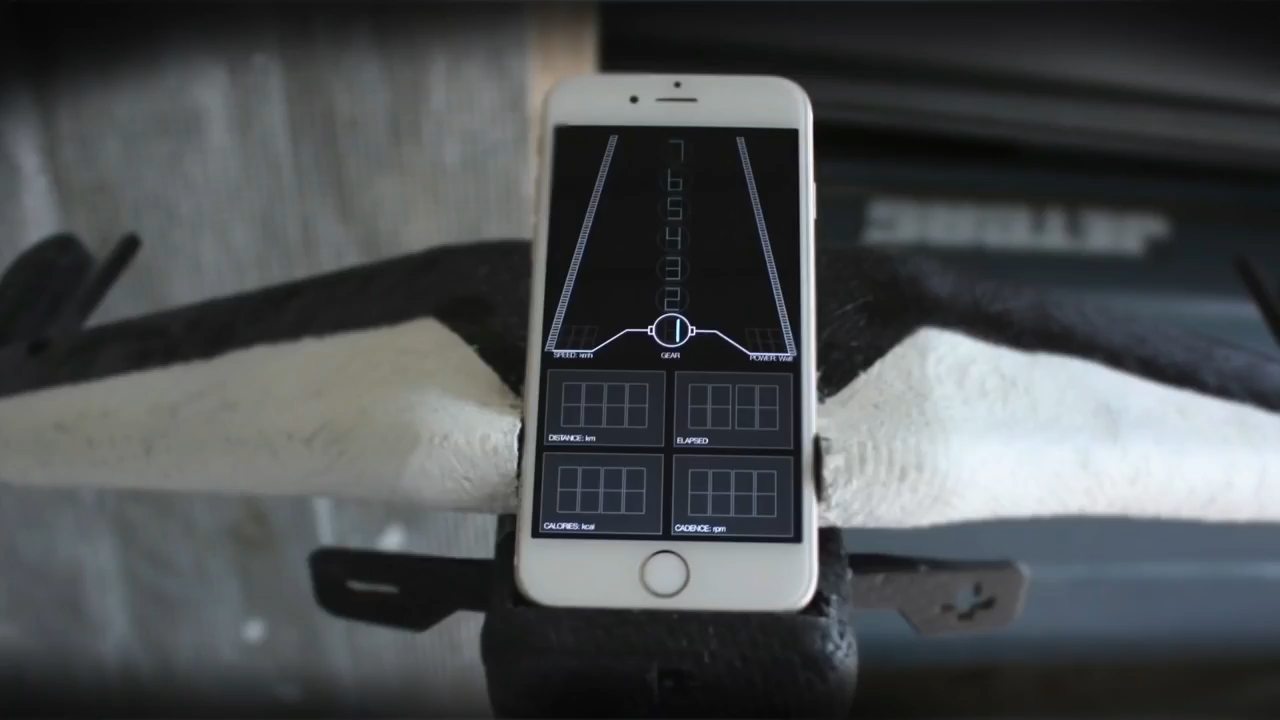 7
6
5
4
3
2
1
SPEED: kmh
GEAR
POWER: Watt
DISTANCE: km
ELAPSED
CALORIES: kcal
CADENCE: rpm